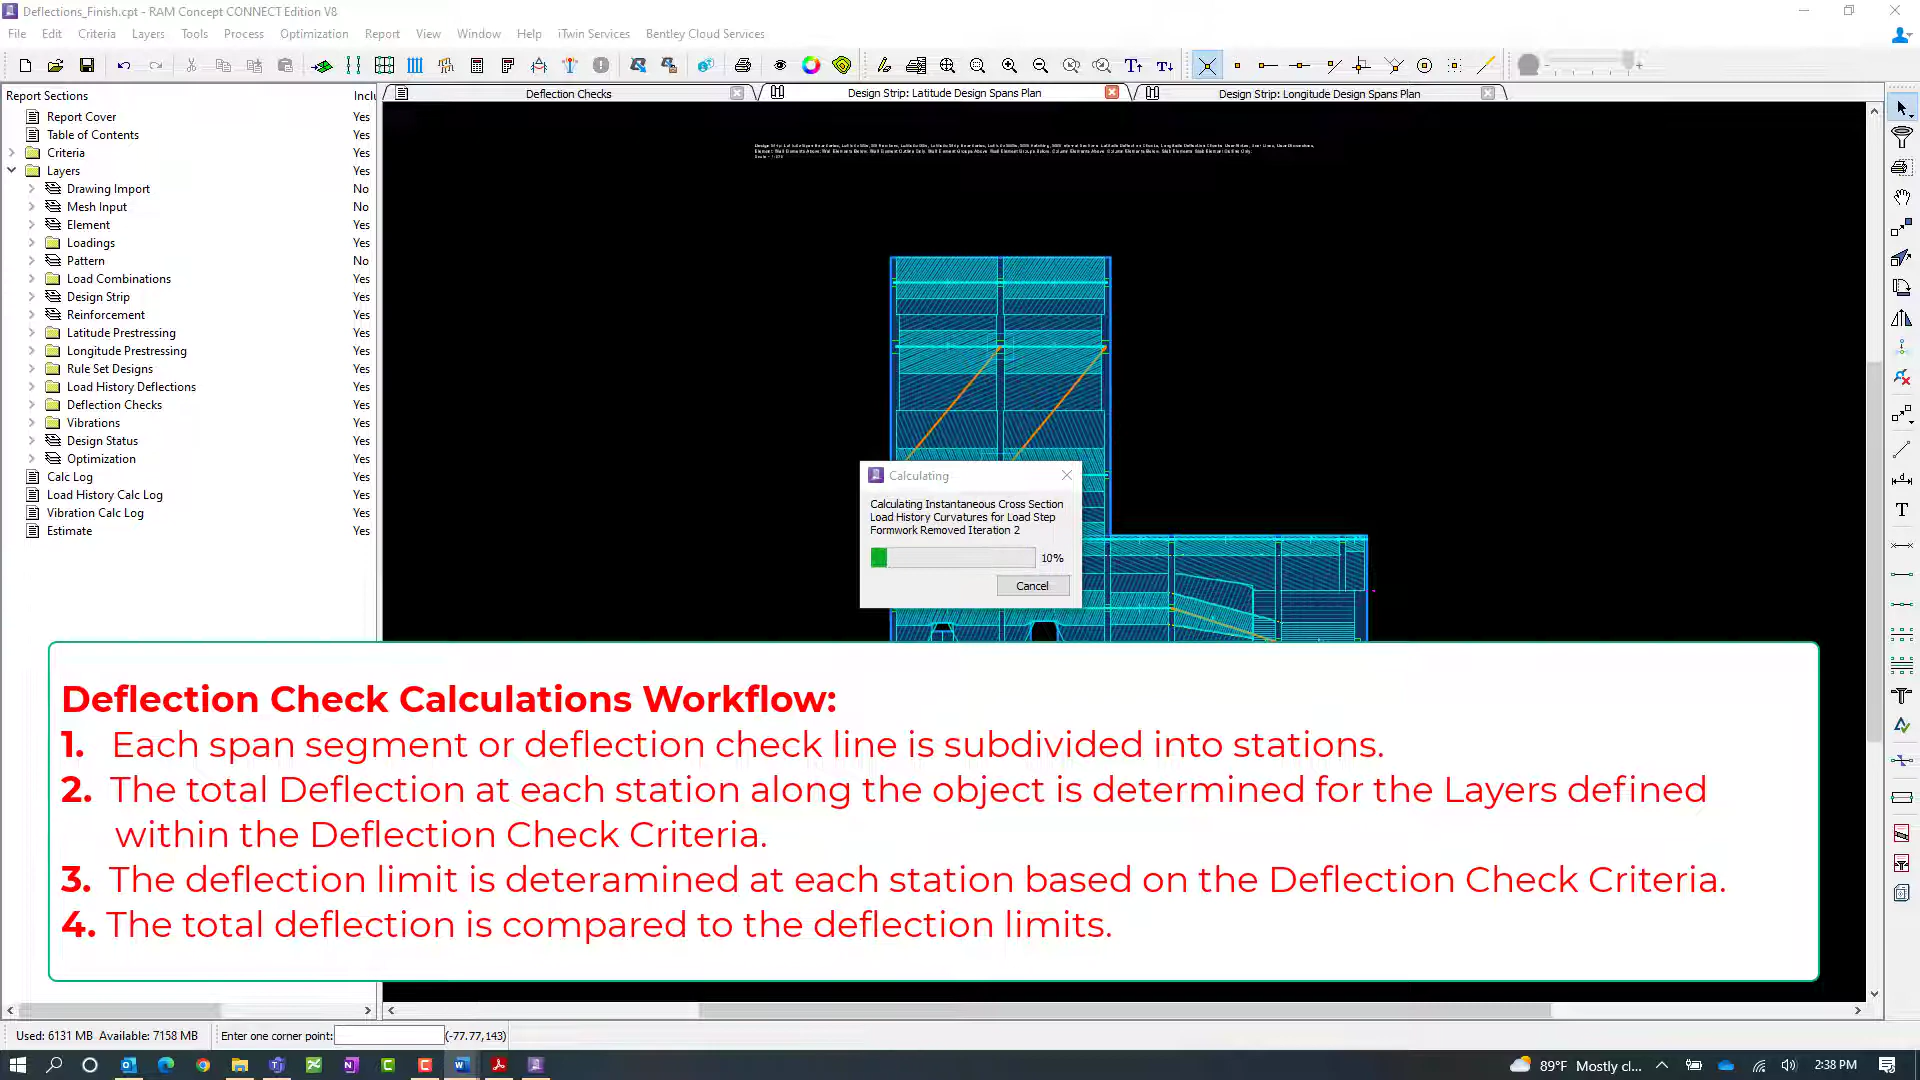 Deflections_Finish.cpt - RAM Concept CONNECT Edition V8
File Edit Criteria Layers Tools Process Optimization Report View Window Help iTwin Services Bentley Cloud Services
Report Sections Inclu
Deflection Checks
Design Strip: Latitude Design Spans Plan
Design Strip: Longitude Design Spans Plan
Report Cover Yes
Table of Contents Yes
Criteria Yes
Layers Yes
Drawing Import No
Mesh Input No
Element Yes
Loadings Yes
Pattern No
Load Combinations Yes
Design Strip Yes
Reinforcement Yes
Latitude Prestressing Yes
Longitude Prestressing Yes
Rule Set Designs Yes
Load History Deflections Yes
Deflection Checks Yes
Vibrations Yes
Design Status Yes
Optimization Yes
Calc Log Yes
Load History Calc Log Yes
Vibration Calc Log Yes
Estimate Yes
Calculating
Calculating Instantaneous Cross Section
Load History Curvatures for Load Step
Formwork Removed Iteration 2
10%
Cancel
Deflection Check Calculations Workflow:
1. Each span segment or deflection check line is subdivided into stations.
2. The total Deflection at each station along the object is determined for the Layers defined
within the Deflection Check Criteria.
3. The deflection limit is deteramined at each station based on the Deflection Check Criteria.
4. The total deflection is compared to the deflection limits.
Used: 6131 MB Available: 7158 MB
Enter one corner point:
(-77.77,143)
89°F Mostly cl...
2:38 PM